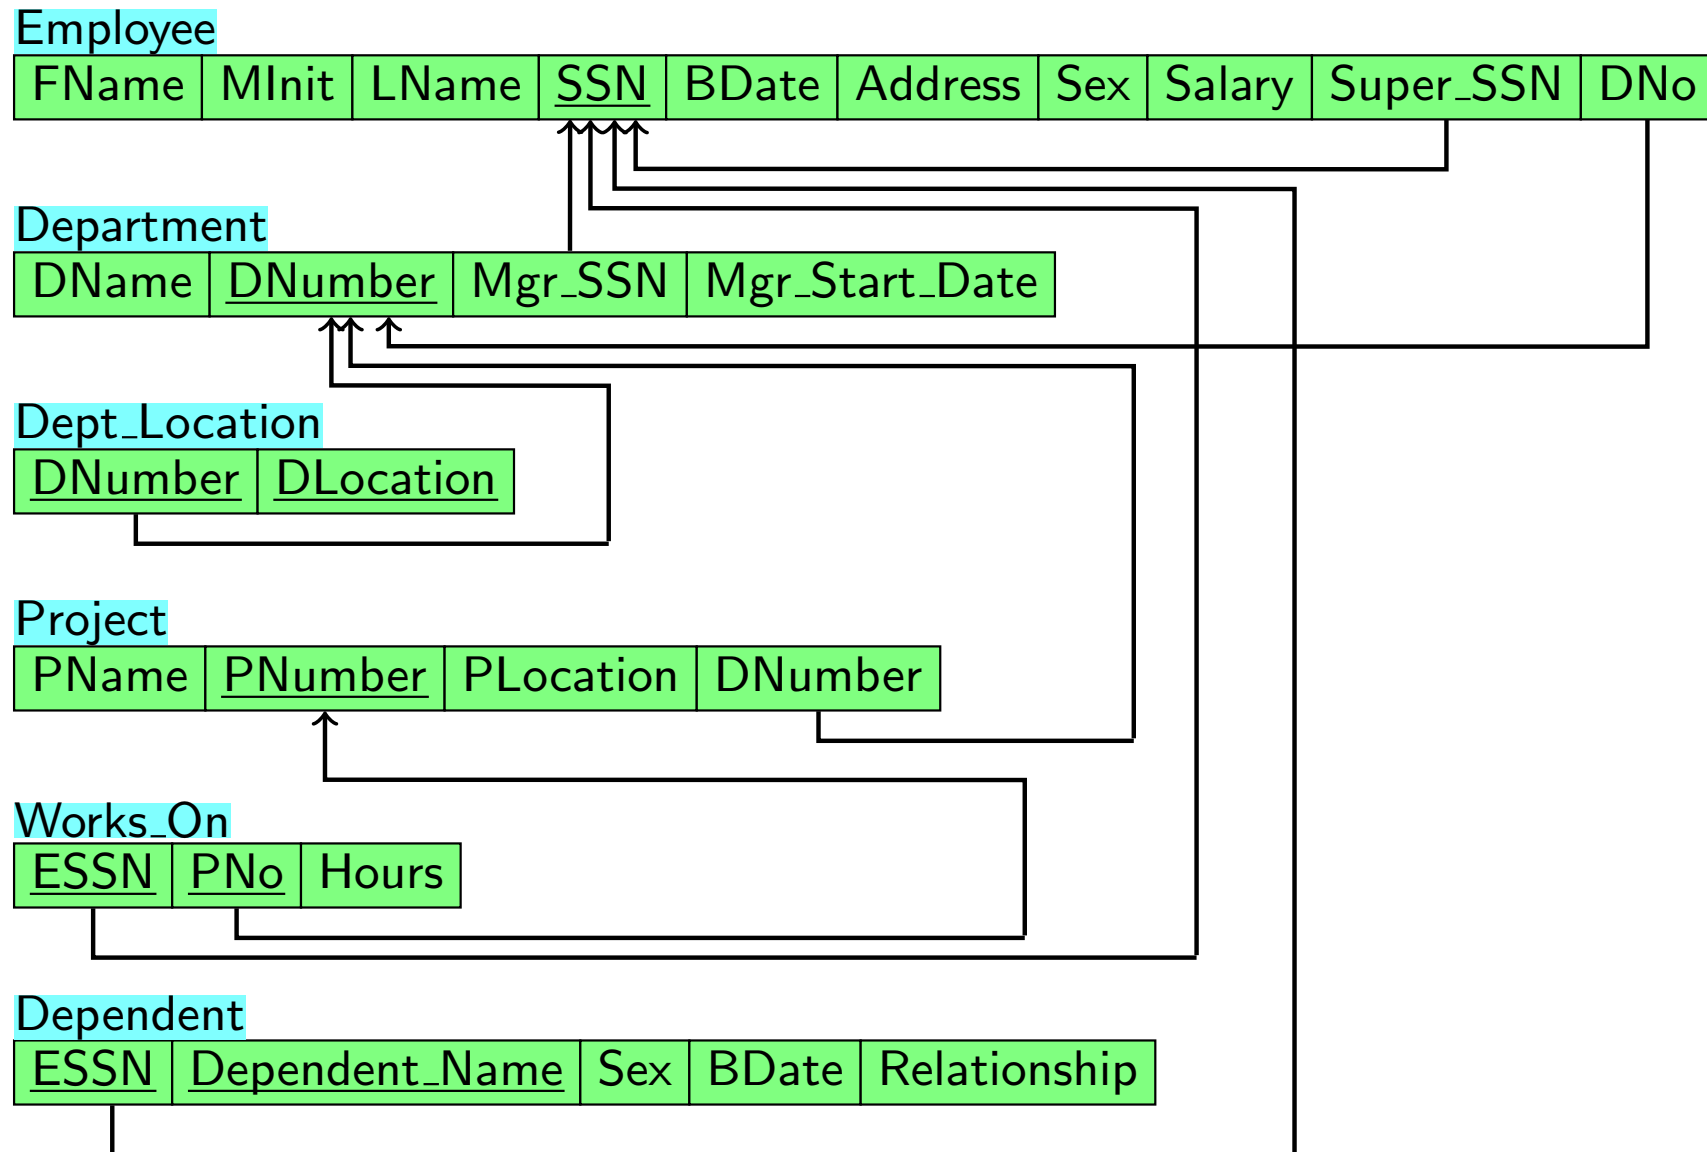 Employee
FName MInit LName SSN BDate Address Sex Salary Super_SSN DNo
Department
DName DNumber Mgr_SSN Mgr_Start_Date
Dept_Location
DNumber DLocation
Project
PName PNumber PLocation DNumber
Works_On
ESSN PNo Hours
Dependent
ESSN Dependent_Name Sex BDate Relationship